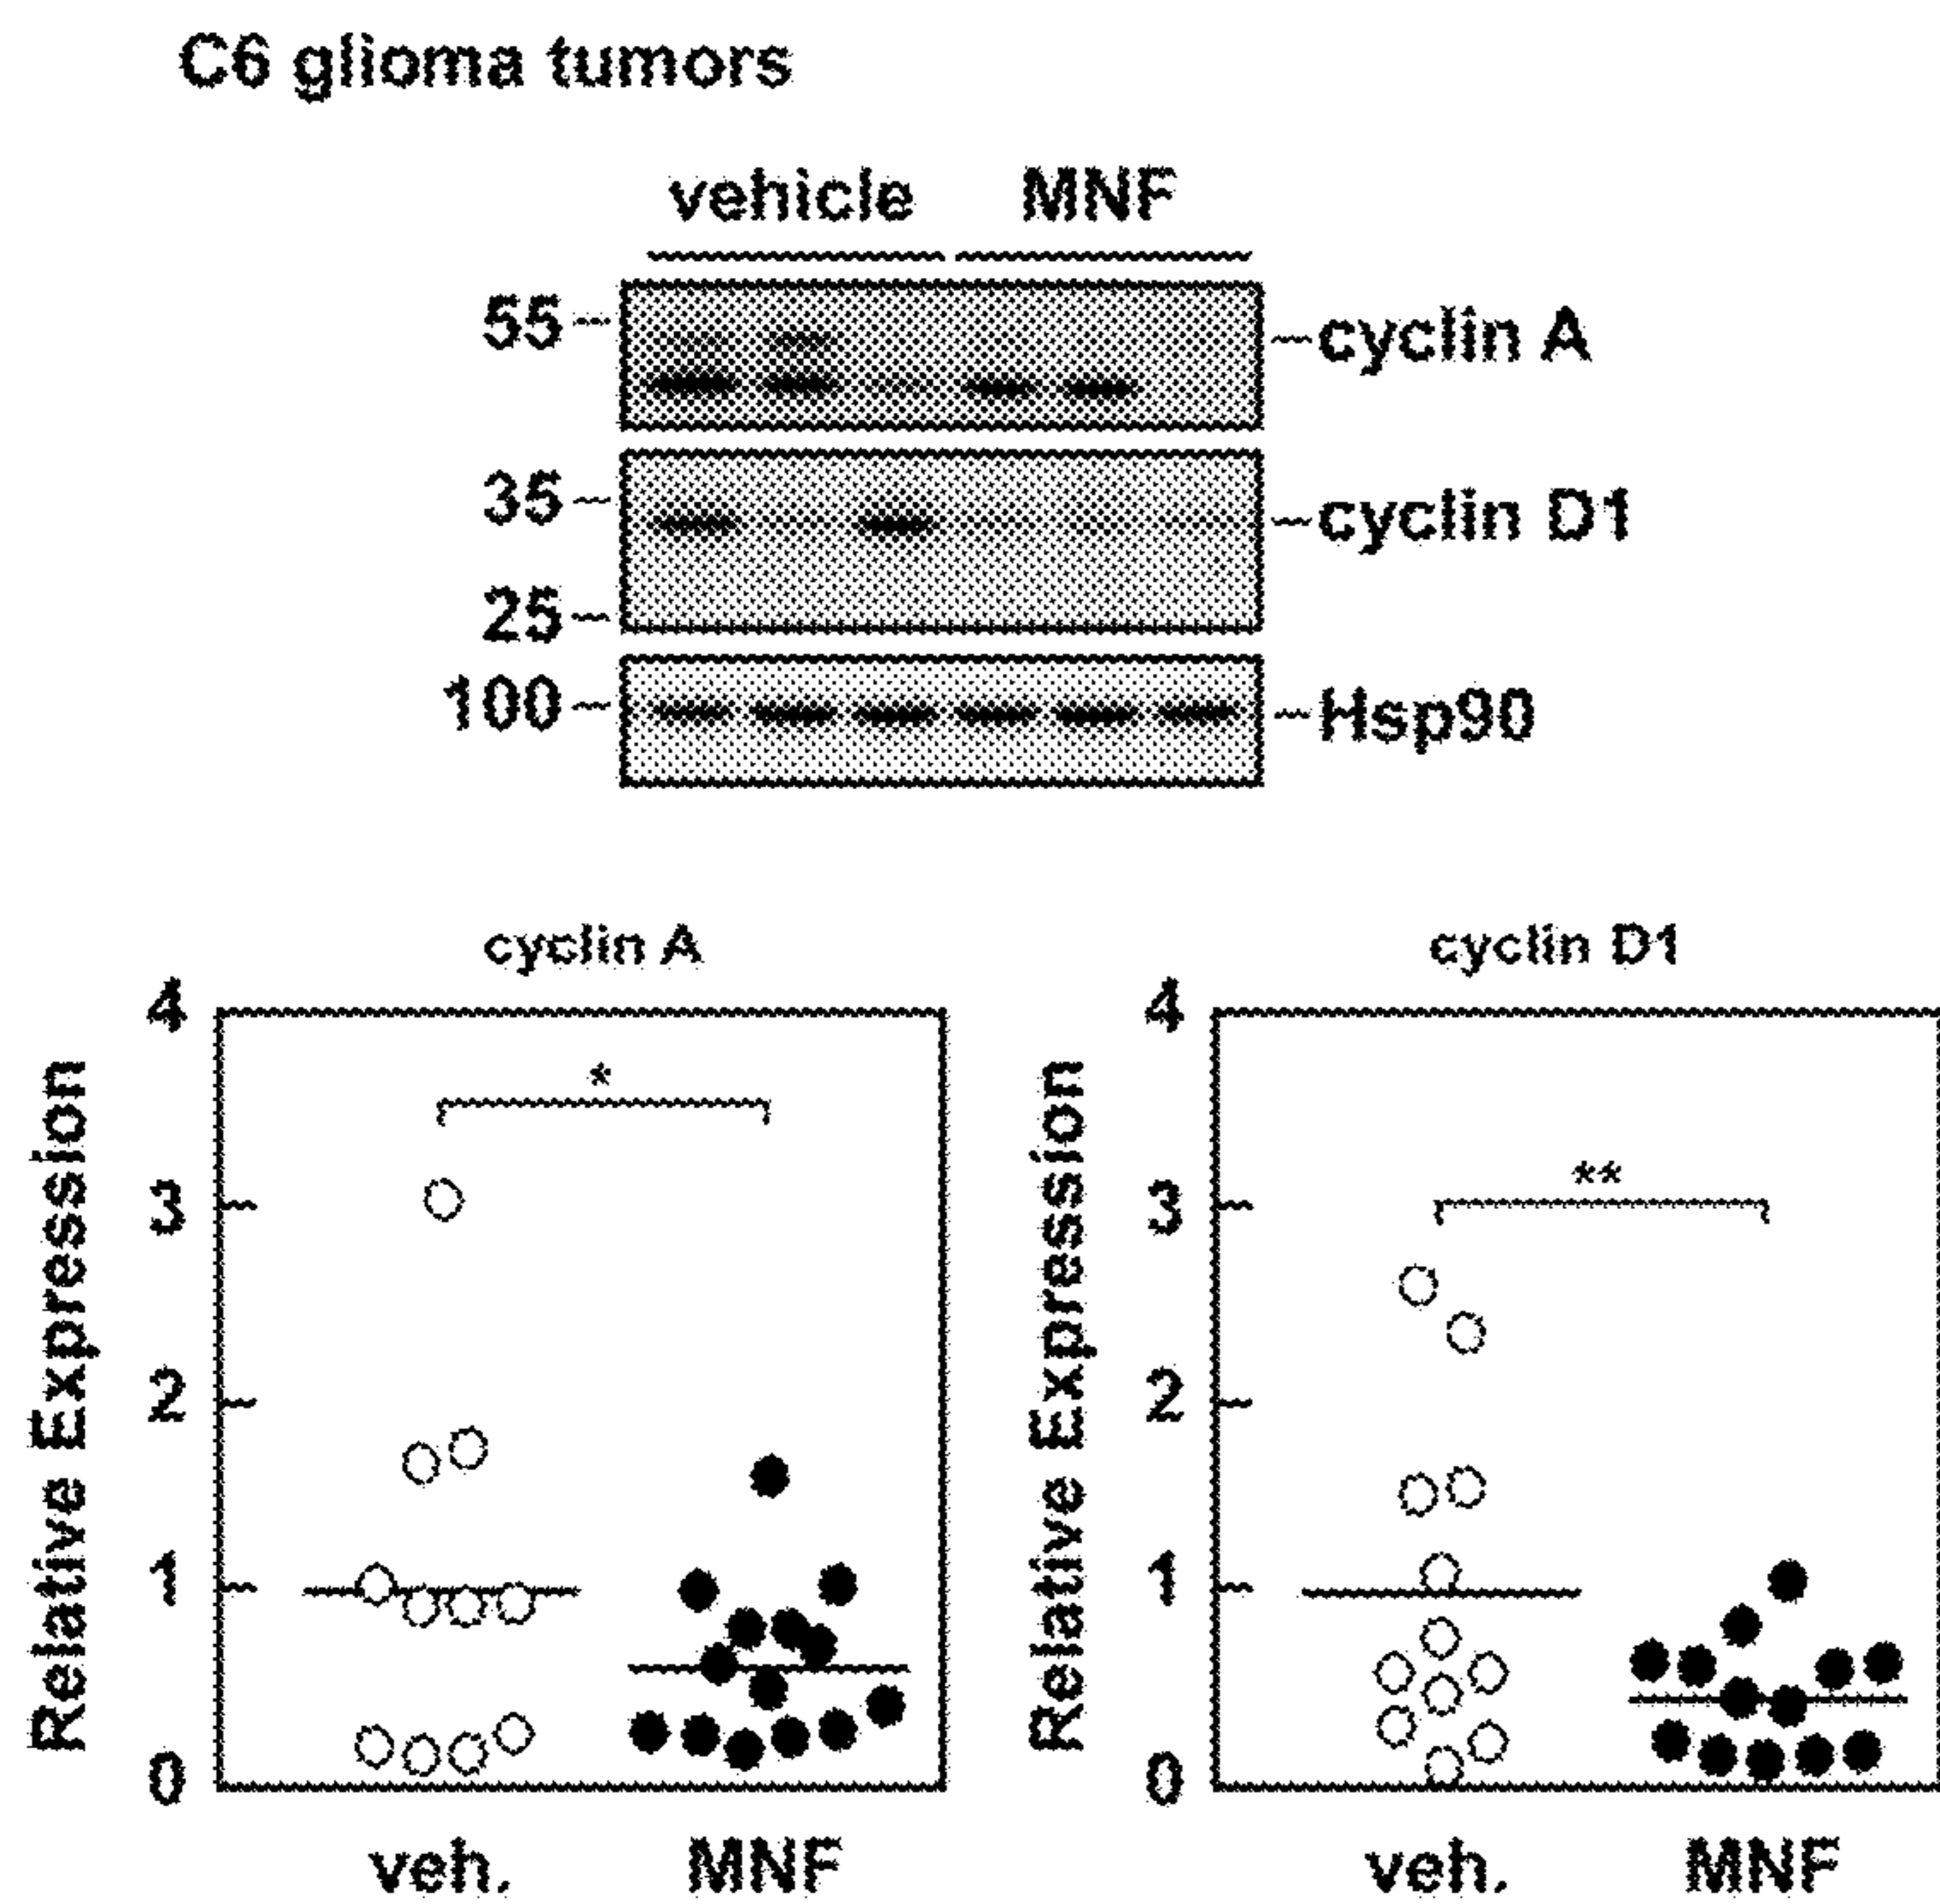 C6 glioma tumors
vehicle MNF
55 cyclin A
35 cyclin D1
25
100 Hsp90
cyclin A
4
3
2
1
0
Relative Expression
*
veh. MNF
cyclin D1
4
3
2
1
0
Relative Expression
**
veh. MNF